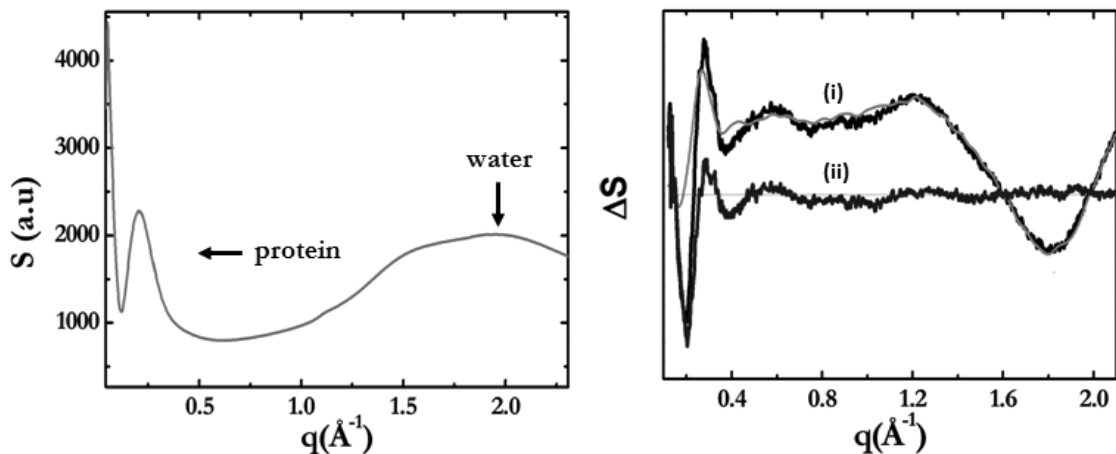 S (a.u)
4000
3000
2000
1000
water
protein
0.5
1.0
1.5
2.0
q(Å⁻¹)
ΔS
(i)
(ii)
0.4
0.8
1.2
1.6
2.0
q(Å⁻¹)